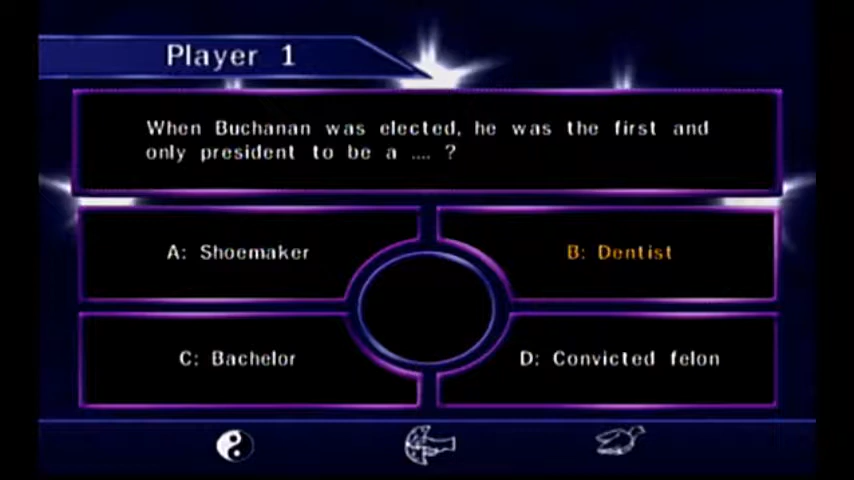 Player 1
When Buchanan was elected, he was the first and
only president to be a .... ?
A: Shoemaker
B: Dentist
C: Bachelor
D: Convicted felon